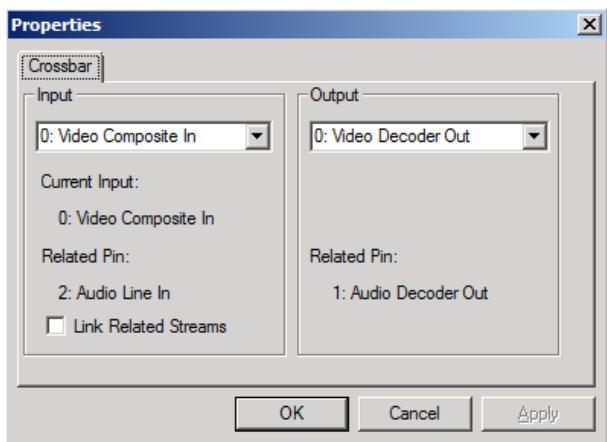 Properties
Crossbar
Input
0: Video Composite In
Current Input:
0: Video Composite In
Related Pin:
2: Audio Line In
Link Related Streams
Output
0: Video Decoder Out
Related Pin:
1: Audio Decoder Out
OK
Cancel
Apply